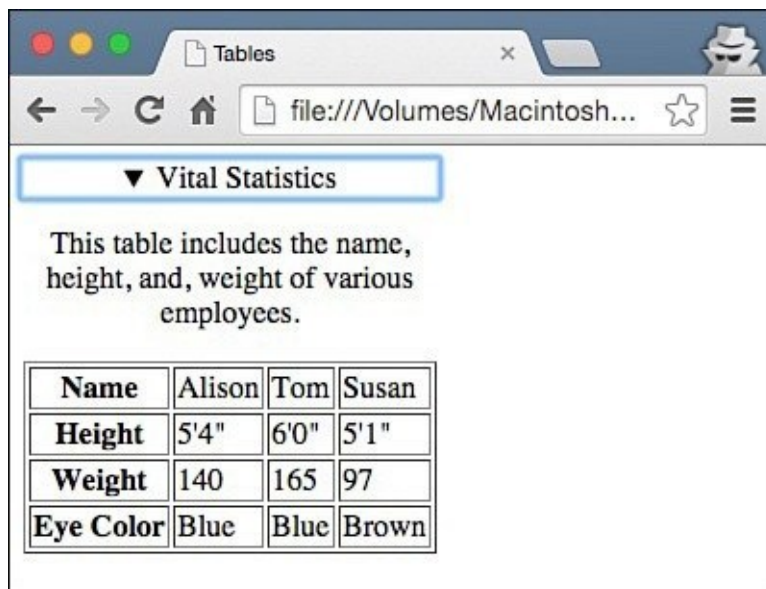 Tables
file:///Volumes/Macintosh...
▼ Vital Statistics
This table includes the name,
height, and, weight of various
employees.
Name Alison Tom Susan
Height 5'4" 6'0" 5'1"
Weight 140 165 97
Eye Color Blue Blue Brown